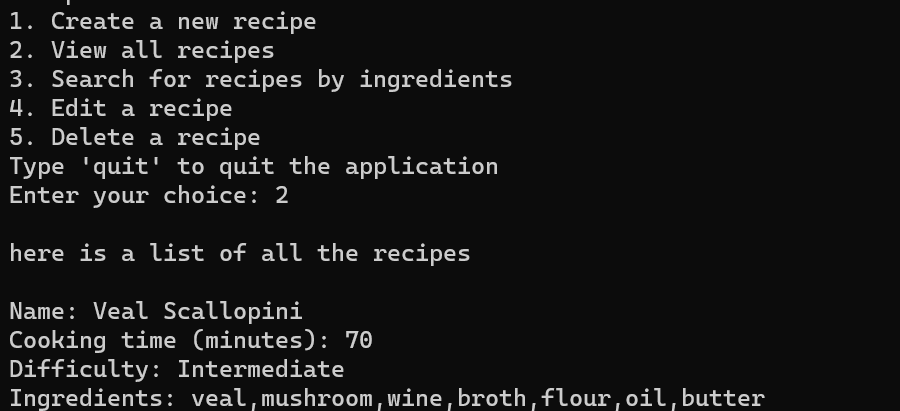 1. Create a new recipe
2. View all recipes
3. Search for recipes by ingredients
4. Edit a recipe
5. Delete a recipe
Type 'quit' to quit the application
Enter your choice: 2
here is a list of all the recipes
Name: Veal Scallopini
Cooking time (minutes): 70
Difficulty: Intermediate
Ingredients: veal,mushroom,wine,broth,flour,oil,butter